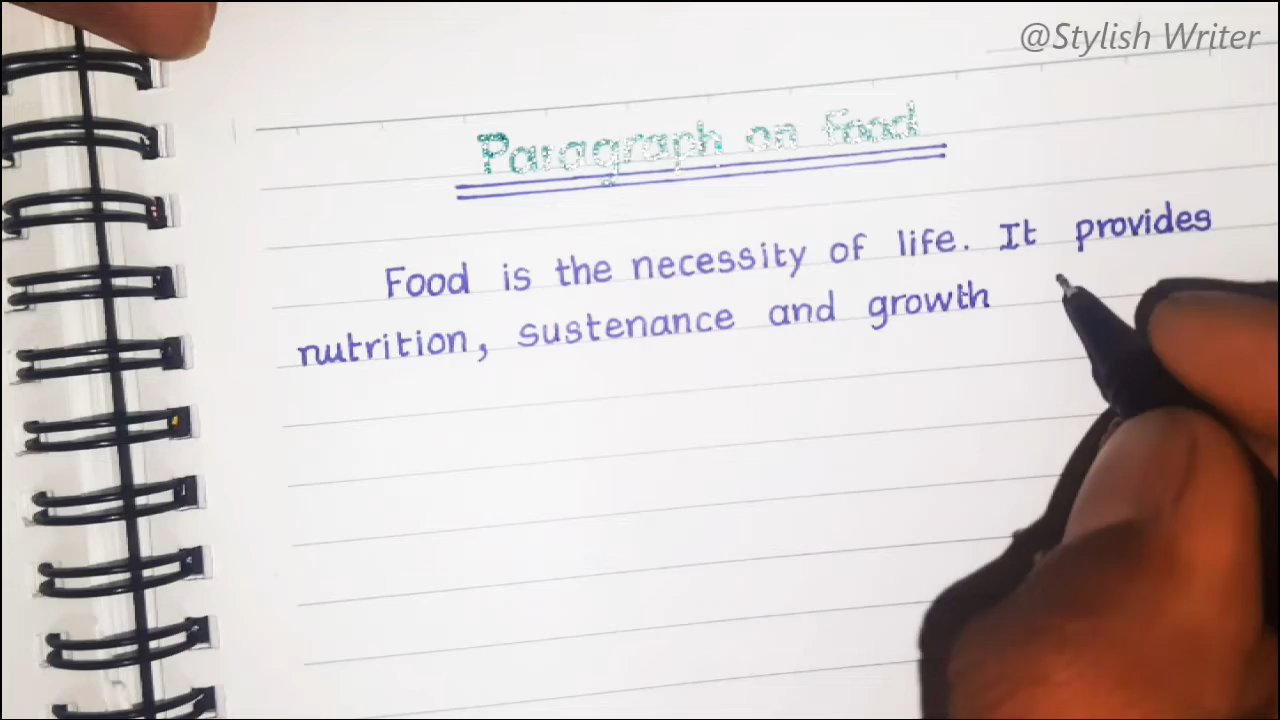 @Stylish Writer
Paragraph on Food
Food is the necessity of life. It provides
nutrition, sustenance and growth